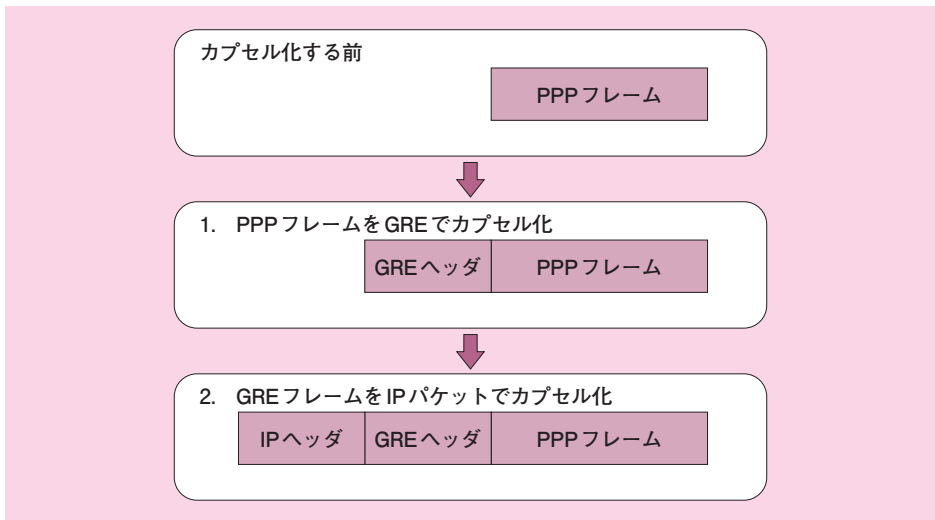 カプセル化する前
PPPフレーム
1. PPPフレームをGREでカプセル化
GREヘッダ PPPフレーム
2. GREフレームをIPパケットでカプセル化
IPヘッダ GREヘッダ PPPフレーム